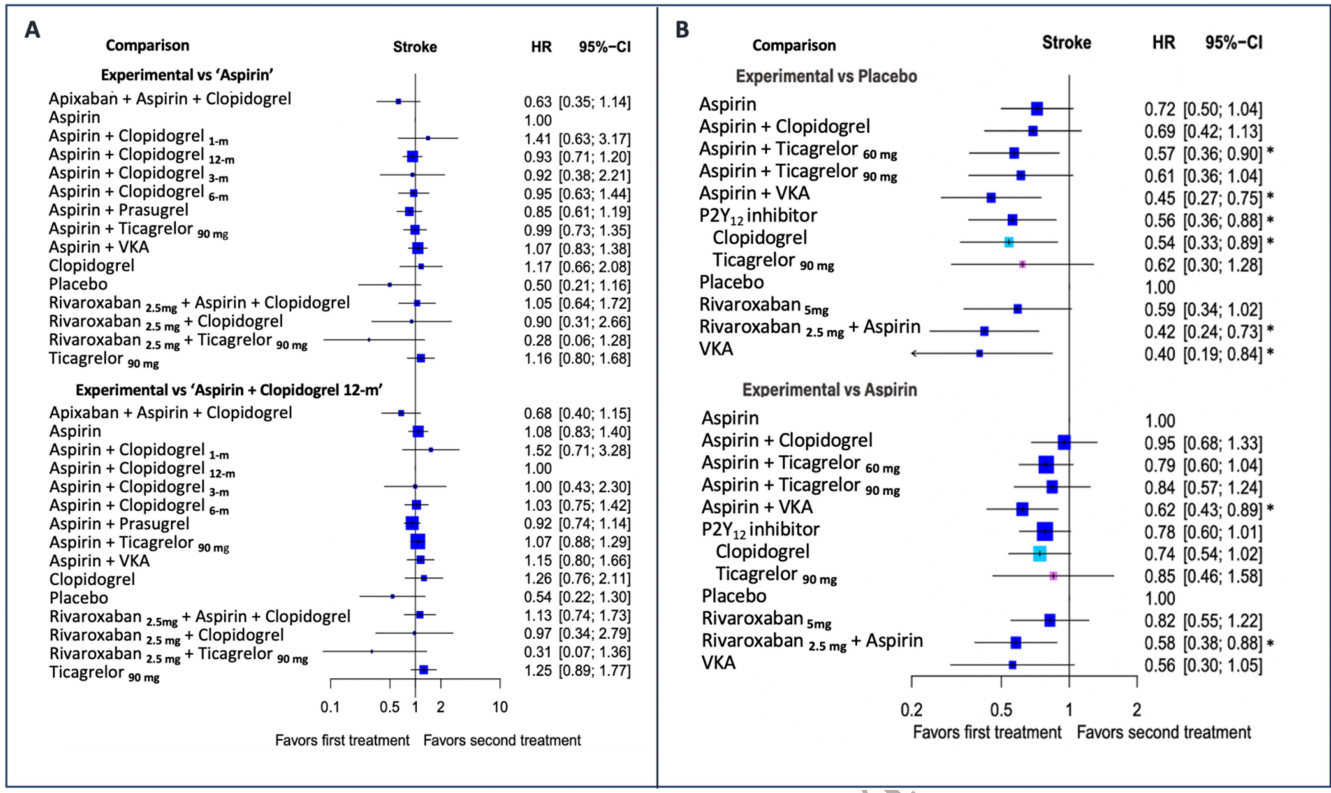 A
Comparison Stroke HR 95%−CI
Experimental vs 'Aspirin'
Apixaban + Aspirin + Clopidogrel 0.63 [0.35; 1.14]
Aspirin 1.00
Aspirin + Clopidogrel 1-m 1.41 [0.63; 3.17]
Aspirin + Clopidogrel 12-m 0.93 [0.71; 1.20]
Aspirin + Clopidogrel 3-m 0.92 [0.38; 2.21]
Aspirin + Clopidogrel 6-m 0.95 [0.63; 1.44]
Aspirin + Prasugrel 0.85 [0.61; 1.19]
Aspirin + Ticagrelor 90 mg 0.99 [0.73; 1.35]
Aspirin + VKA 1.07 [0.83; 1.38]
Clopidogrel 1.17 [0.66; 2.08]
Placebo 0.50 [0.21; 1.16]
Rivaroxaban 2.5mg + Aspirin + Clopidogrel 1.05 [0.64; 1.72]
Rivaroxaban 2.5 mg + Clopidogrel 0.90 [0.31; 2.66]
Rivaroxaban 2.5 mg + Ticagrelor 90 mg 0.28 [0.06; 1.28]
Ticagrelor 90 mg 1.16 [0.80; 1.68]
Experimental vs 'Aspirin + Clopidogrel 12-m'
Apixaban + Aspirin + Clopidogrel 0.68 [0.40; 1.15]
Aspirin 1.08 [0.83; 1.40]
Aspirin + Clopidogrel 1-m 1.52 [0.71; 3.28]
Aspirin + Clopidogrel 12-m 1.00
Aspirin + Clopidogrel 3-m 1.00 [0.43; 2.30]
Aspirin + Clopidogrel 6-m 1.03 [0.75; 1.42]
Aspirin + Prasugrel 0.92 [0.74; 1.14]
Aspirin + Ticagrelor 90 mg 1.07 [0.88; 1.29]
Aspirin + VKA 1.15 [0.80; 1.66]
Clopidogrel 1.26 [0.76; 2.11]
Placebo 0.54 [0.22; 1.30]
Rivaroxaban 2.5mg + Aspirin + Clopidogrel 1.13 [0.74; 1.73]
Rivaroxaban 2.5 mg + Clopidogrel 0.97 [0.34; 2.79]
Rivaroxaban 2.5 mg + Ticagrelor 90 mg 0.31 [0.07; 1.36]
Ticagrelor 90 mg 1.25 [0.89; 1.77]
0.1 0.5 1 2 10
Favors first treatment Favors second treatment
B
Comparison Stroke HR 95%−CI
Experimental vs Placebo
Aspirin 0.72 [0.50; 1.04]
Aspirin + Clopidogrel 0.69 [0.42; 1.13]
Aspirin + Ticagrelor 60 mg 0.57 [0.36; 0.90] *
Aspirin + Ticagrelor 90 mg 0.61 [0.36; 1.04]
Aspirin + VKA 0.45 [0.27; 0.75] *
P2Y12 inhibitor 0.56 [0.36; 0.88] *
Clopidogrel 0.54 [0.33; 0.89] *
Ticagrelor 90 mg 0.62 [0.30; 1.28]
Placebo 1.00
Rivaroxaban 5mg 0.59 [0.34; 1.02]
Rivaroxaban 2.5 mg + Aspirin 0.42 [0.24; 0.73] *
VKA 0.40 [0.19; 0.84] *
Experimental vs Aspirin
Aspirin 1.00
Aspirin + Clopidogrel 0.95 [0.68; 1.33]
Aspirin + Ticagrelor 60 mg 0.79 [0.60; 1.04]
Aspirin + Ticagrelor 90 mg 0.84 [0.57; 1.24]
Aspirin + VKA 0.62 [0.43; 0.89] *
P2Y12 inhibitor 0.78 [0.60; 1.01]
Clopidogrel 0.74 [0.54; 1.02]
Ticagrelor 90 mg 0.85 [0.46; 1.58]
Placebo 1.00
Rivaroxaban 5mg 0.82 [0.55; 1.22]
Rivaroxaban 2.5 mg + Aspirin 0.58 [0.38; 0.88] *
VKA 0.56 [0.30; 1.05]
0.2 0.5 1 2
Favors first treatment Favors second treatment